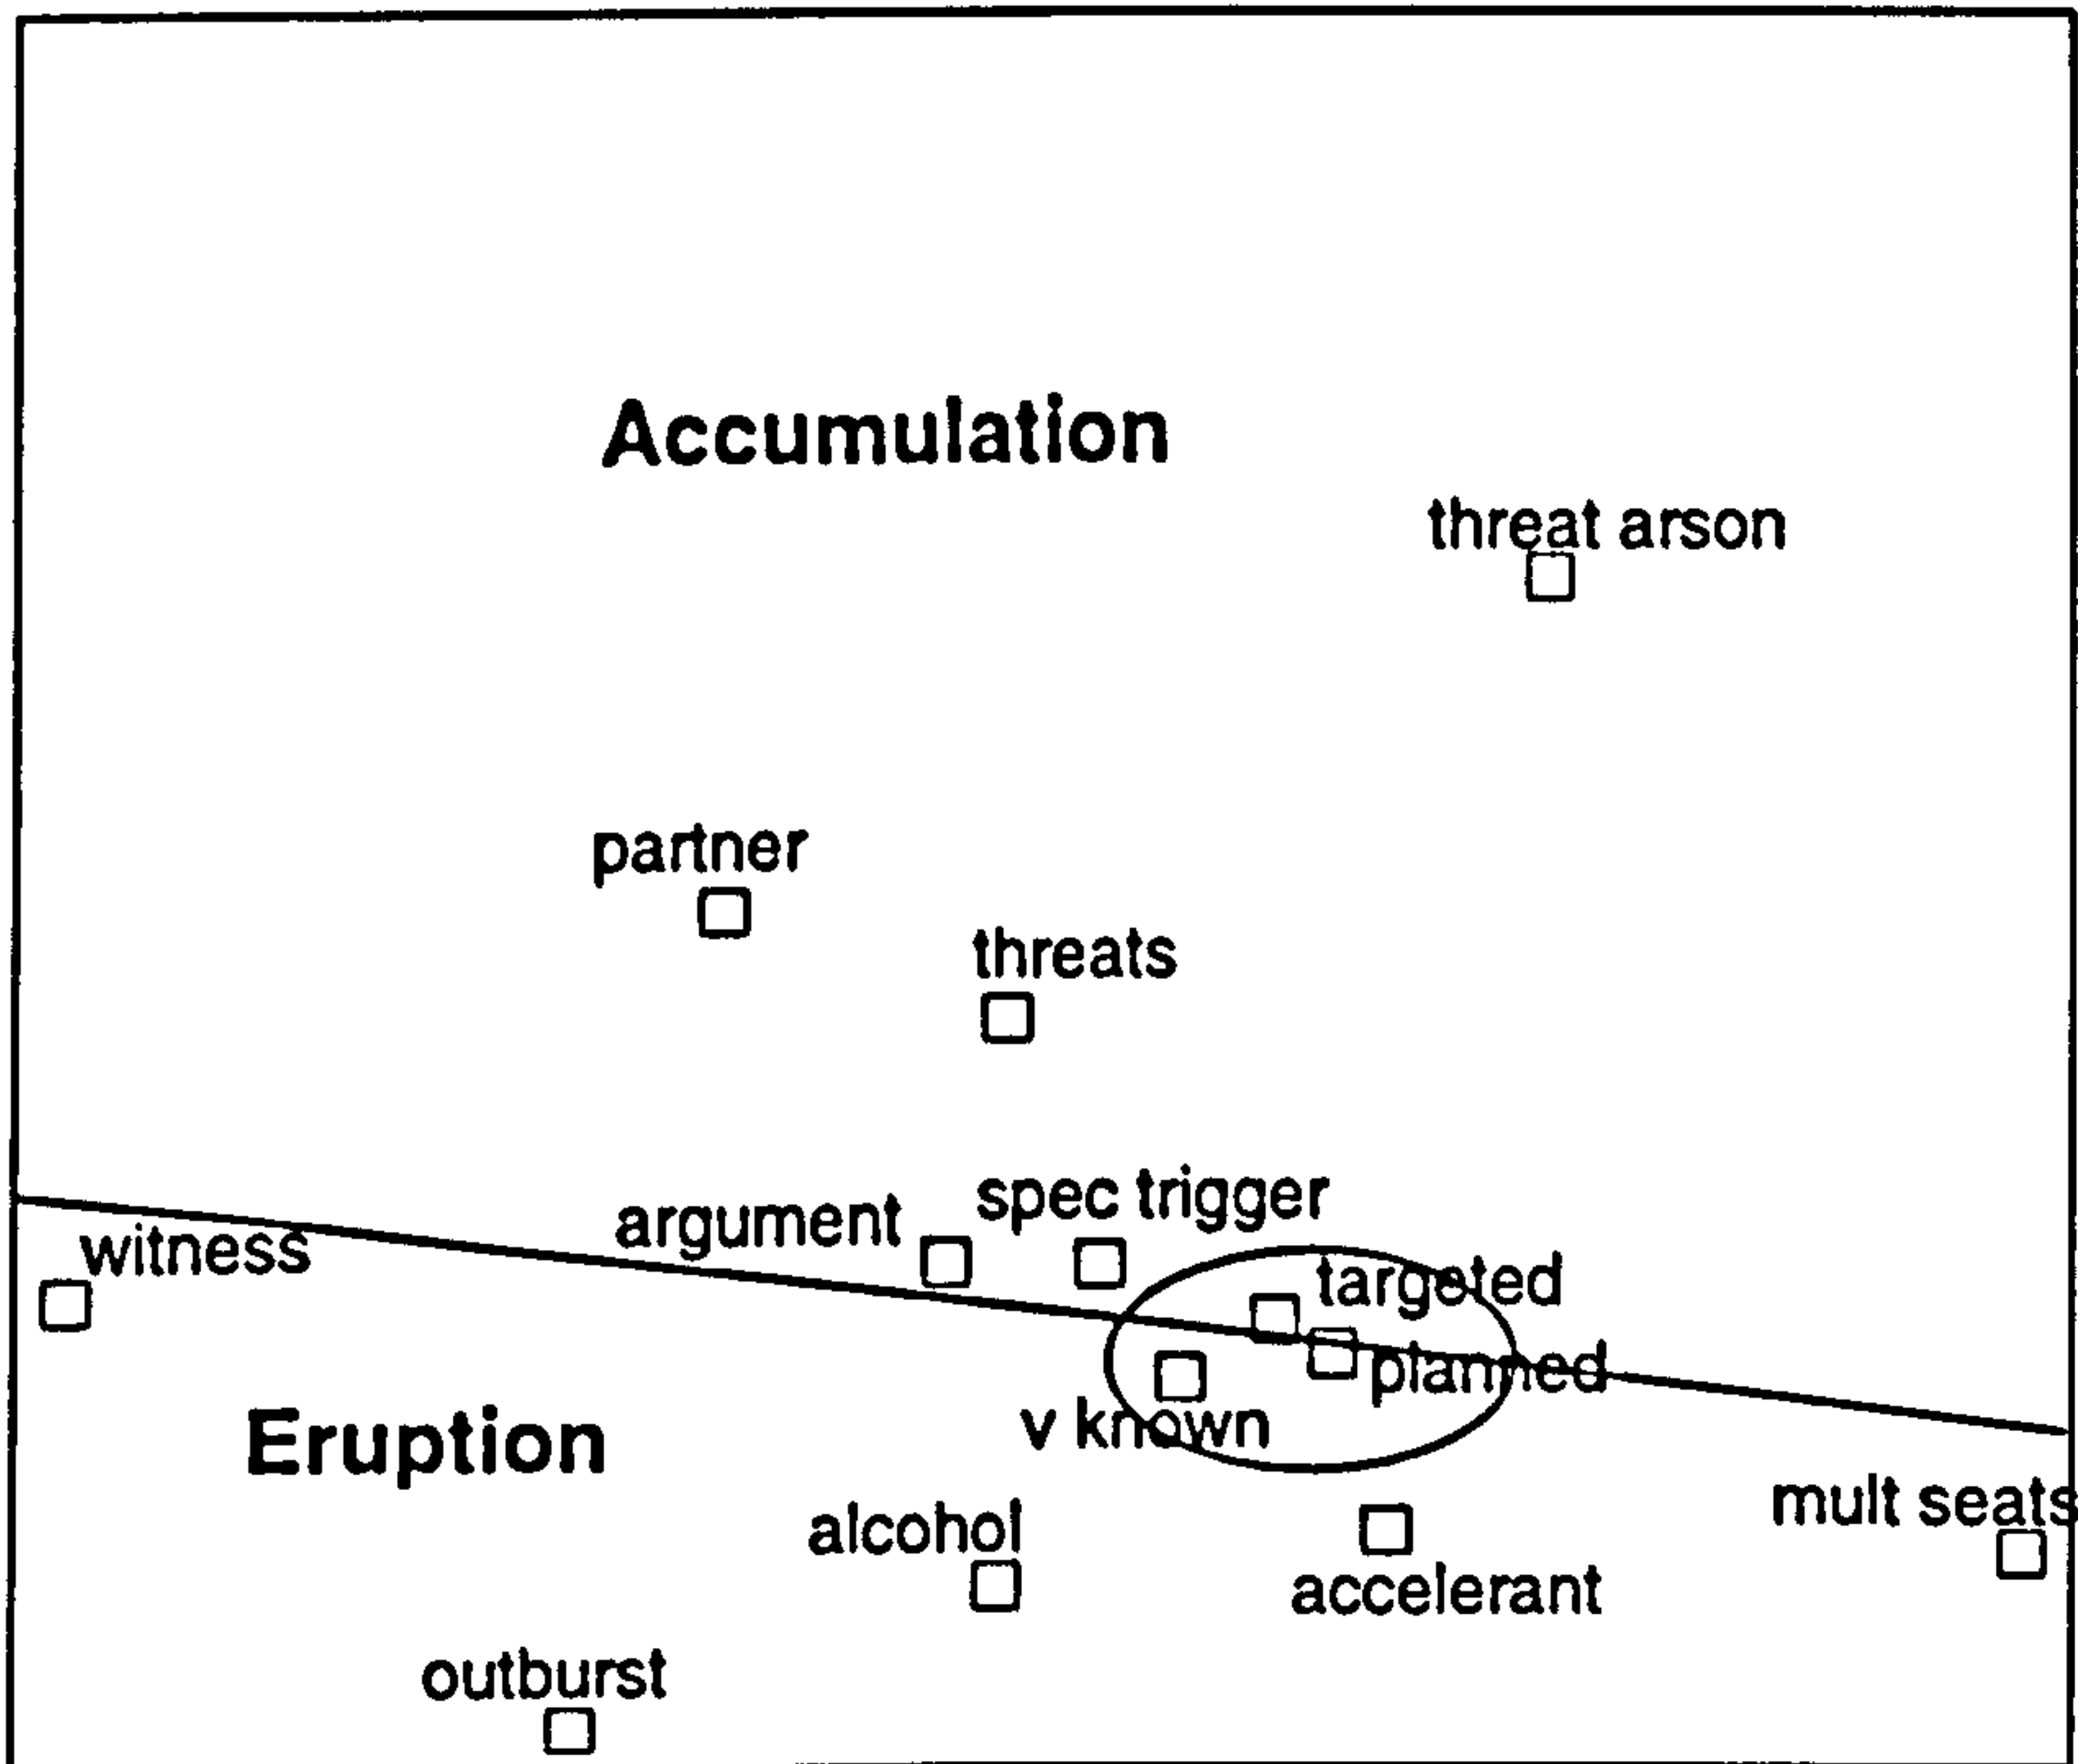 Accumulation
threat arson
partner
threats
spec trigger
argument
witness
targeted
planned
v known
Eruption
mult seats
alcohol
accelerant
outburst